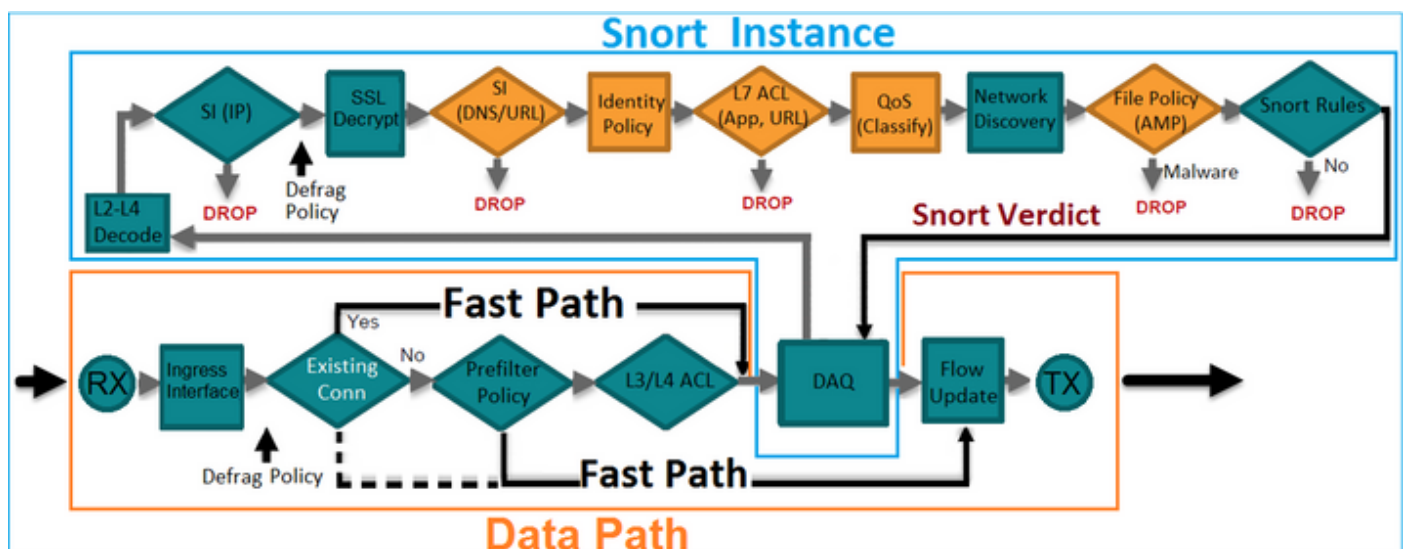 Snort Instance
SI (IP)
SSL
Decrypt
SI
(DNS/URL)
Identity
Policy
L7 ACL
(App, URL)
QoS
(Classify)
Network
Discovery
File Policy
(AMP)
Snort Rules
L2-L4
Decode
DROP
Defrag
Policy
DROP
DROP
Malware
DROP
No
DROP
Snort Verdict
Fast Path
Yes
RX
Ingress
Interface
Existing
Conn
No
Prefilter
Policy
L3/L4 ACL
DAQ
Flow
Update
TX
Defrag Policy
Fast Path
Data Path